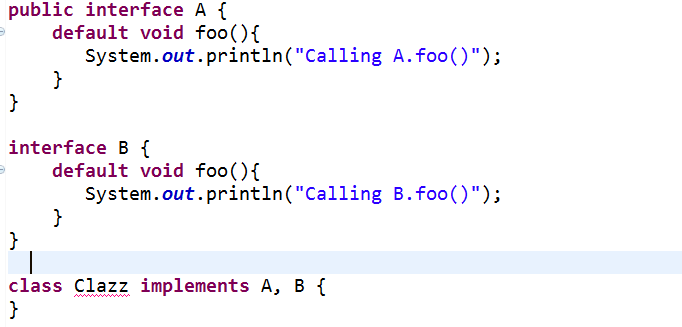 public interface A {
    default void foo(){
       System.out.println("Calling A.foo()");
    }
}

interface B {
    default void foo(){
       System.out.println("Calling B.foo()");
    }
}

class Clazz implements A, B {
}